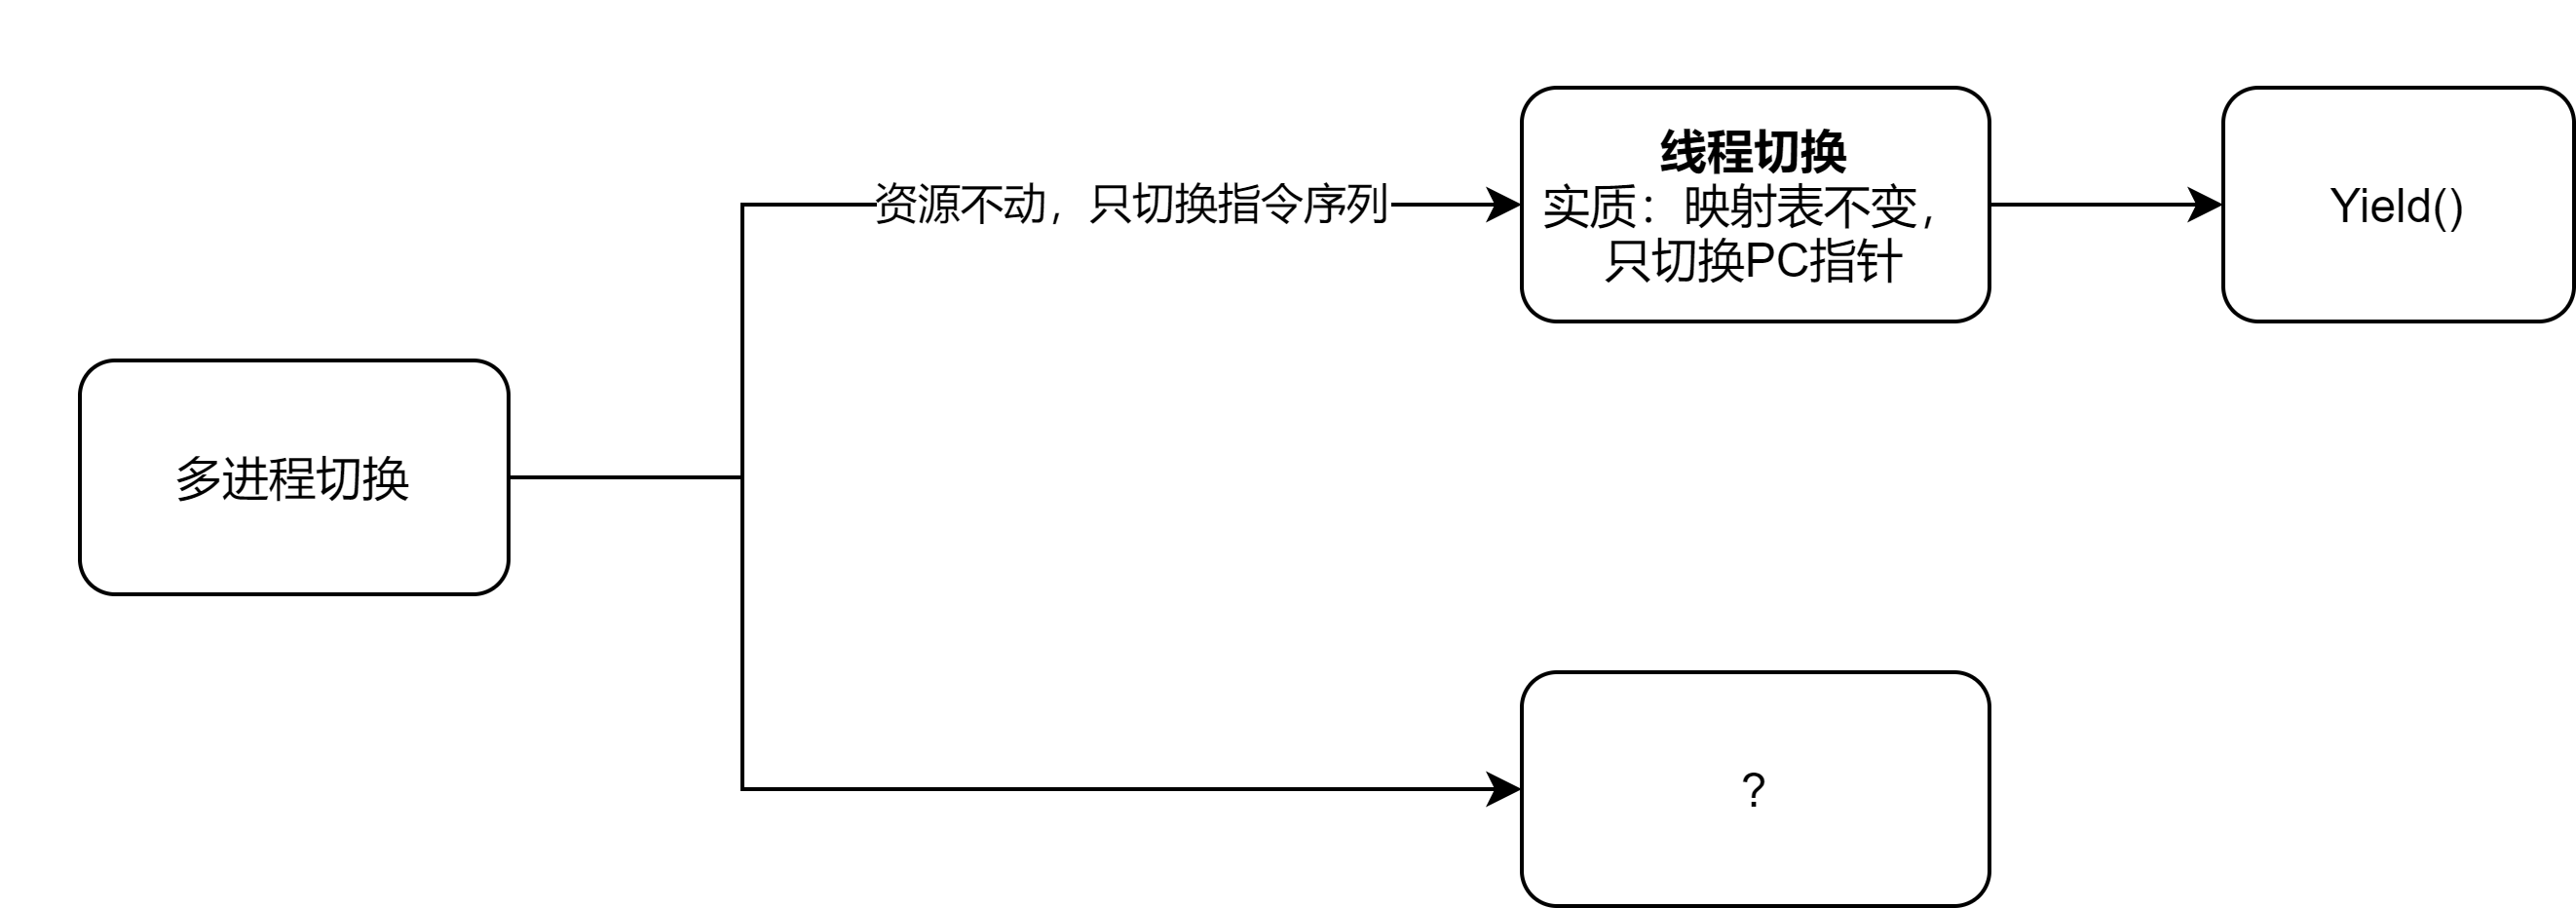 资源不动，只切换指令序列
线程切换
实质：映射表不变，
只切换PC指针
Yield()
多进程切换
？